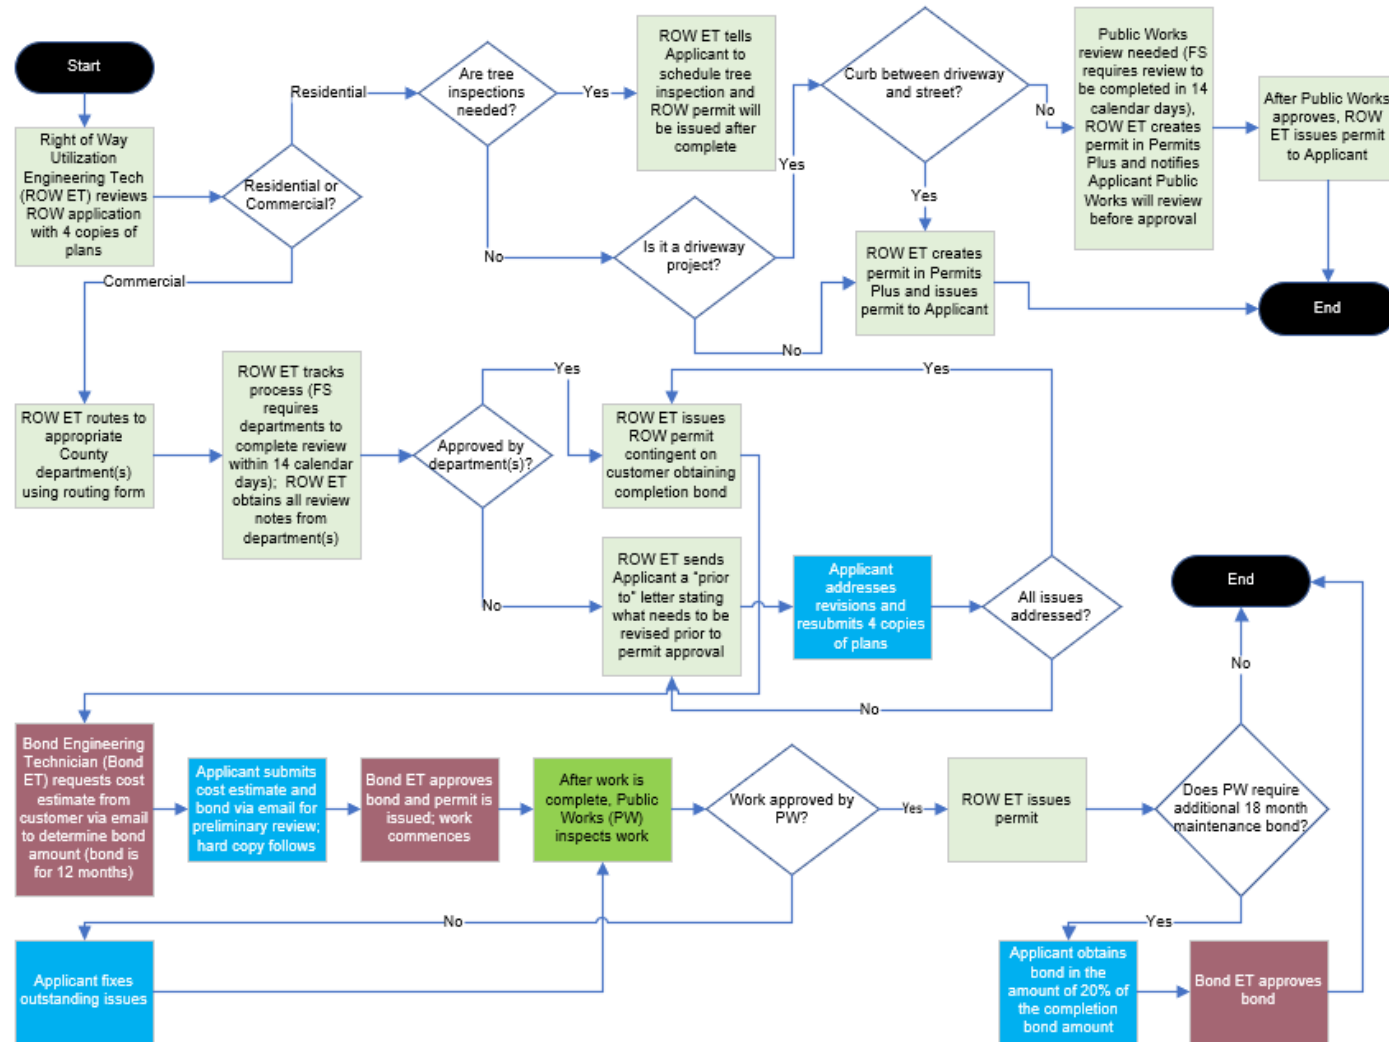 Start
Right of Way
Utilization
Engineering Tech
(ROW ET) reviews
ROW application
with 4 copies of
plans
Residential or
Commercial?
Residential
Commercial
Are tree
inspections
needed?
Yes
No
ROW ET tells
Applicant to
schedule tree
inspection and
ROW permit will
be issued after
complete
Is it a driveway
project?
Yes
No
Curb between driveway
and street?
Yes
No
ROW ET creates
permit in Permits
Plus and issues
permit to Applicant
Public Works
review needed (FS
requires review to
be completed in 14
calendar days),
ROW ET creates
permit in Permits
Plus and notifies
Applicant Public
Works will review
before approval
After Public Works
approves, ROW
ET issues permit
to Applicant
End
ROW ET routes to
appropriate
County
department(s)
using routing form
ROW ET tracks
process (FS
requires
departments to
complete review
within 14 calendar
days); ROW ET
obtains all review
notes from
department(s)
Approved by
department(s)?
Yes
No
ROW ET issues
ROW permit
contingent on
customer obtaining
completion bond
ROW ET sends
Applicant a “prior
to” letter stating
what needs to be
revised prior to
permit approval
Applicant
addresses
revisions and
resubmits 4 copies
of plans
All issues
addressed?
Yes
No
Bond Engineering
Technician (Bond
ET) requests cost
estimate from
customer via email
to determine bond
amount (bond is
for 12 months)
Applicant submits
cost estimate and
bond via email for
preliminary review;
hard copy follows
Bond ET approves
bond and permit is
issued; work
commences
After work is
complete, Public
Works (PW)
inspects work
Work approved by
PW?
Yes
No
Applicant fixes
outstanding issues
ROW ET issues
permit
Does PW require
additional 18 month
maintenance bond?
No
Yes
End
Applicant obtains
bond in the
amount of 20% of
the completion
bond amount
Bond ET approves
bond